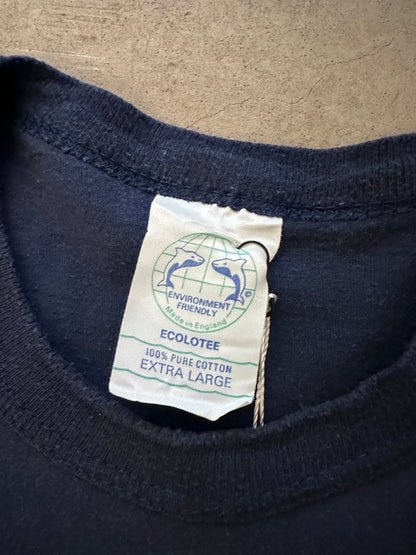 ENVIRONMENT
FRIENDLY
Made in England
©
ECOLOTEE
100% PURE COTTON
EXTRA LARGE